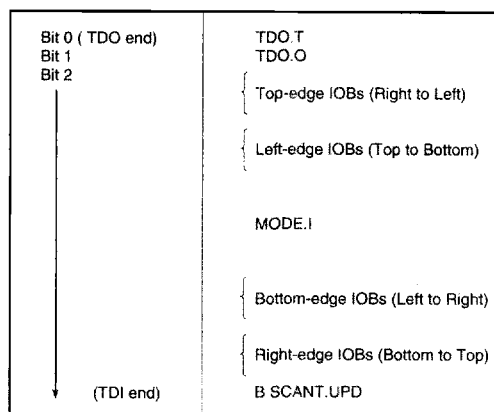 Bit 0 ( TDO end) TDO.T
Bit 1 TDO.O
Bit 2
Top-edge IOBs (Right to Left)
Left-edge IOBs (Top to Bottom)
MODE.I
Bottom-edge IOBs (Left to Right)
Right-edge IOBs (Bottom to Top)
(TDI end) B SCANT.UPD